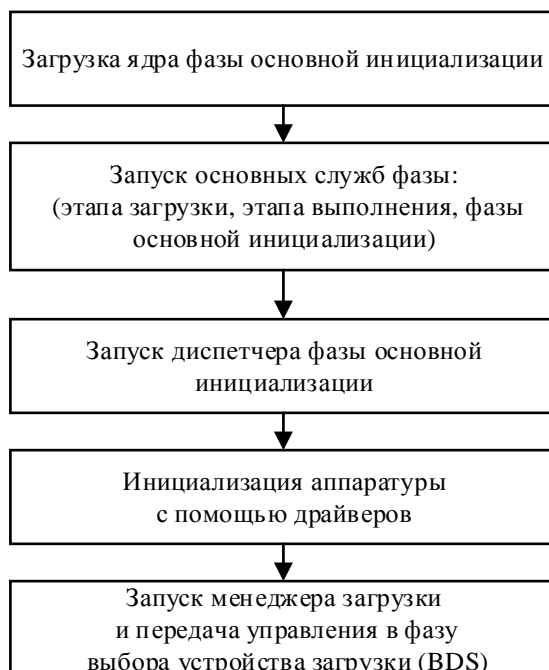 Загрузка ядра фазы основной инициализации
Запуск основных служб фазы:
(этапа загрузки, этапа выполнения, фазы
основной инициализации)
Запуск диспетчера фазы основной
инициализации
Инициализация аппаратуры
с помощью драйверов
Запуск менеджера загрузки
и передача управления в фазу
выбора устройства загрузки (BDS)